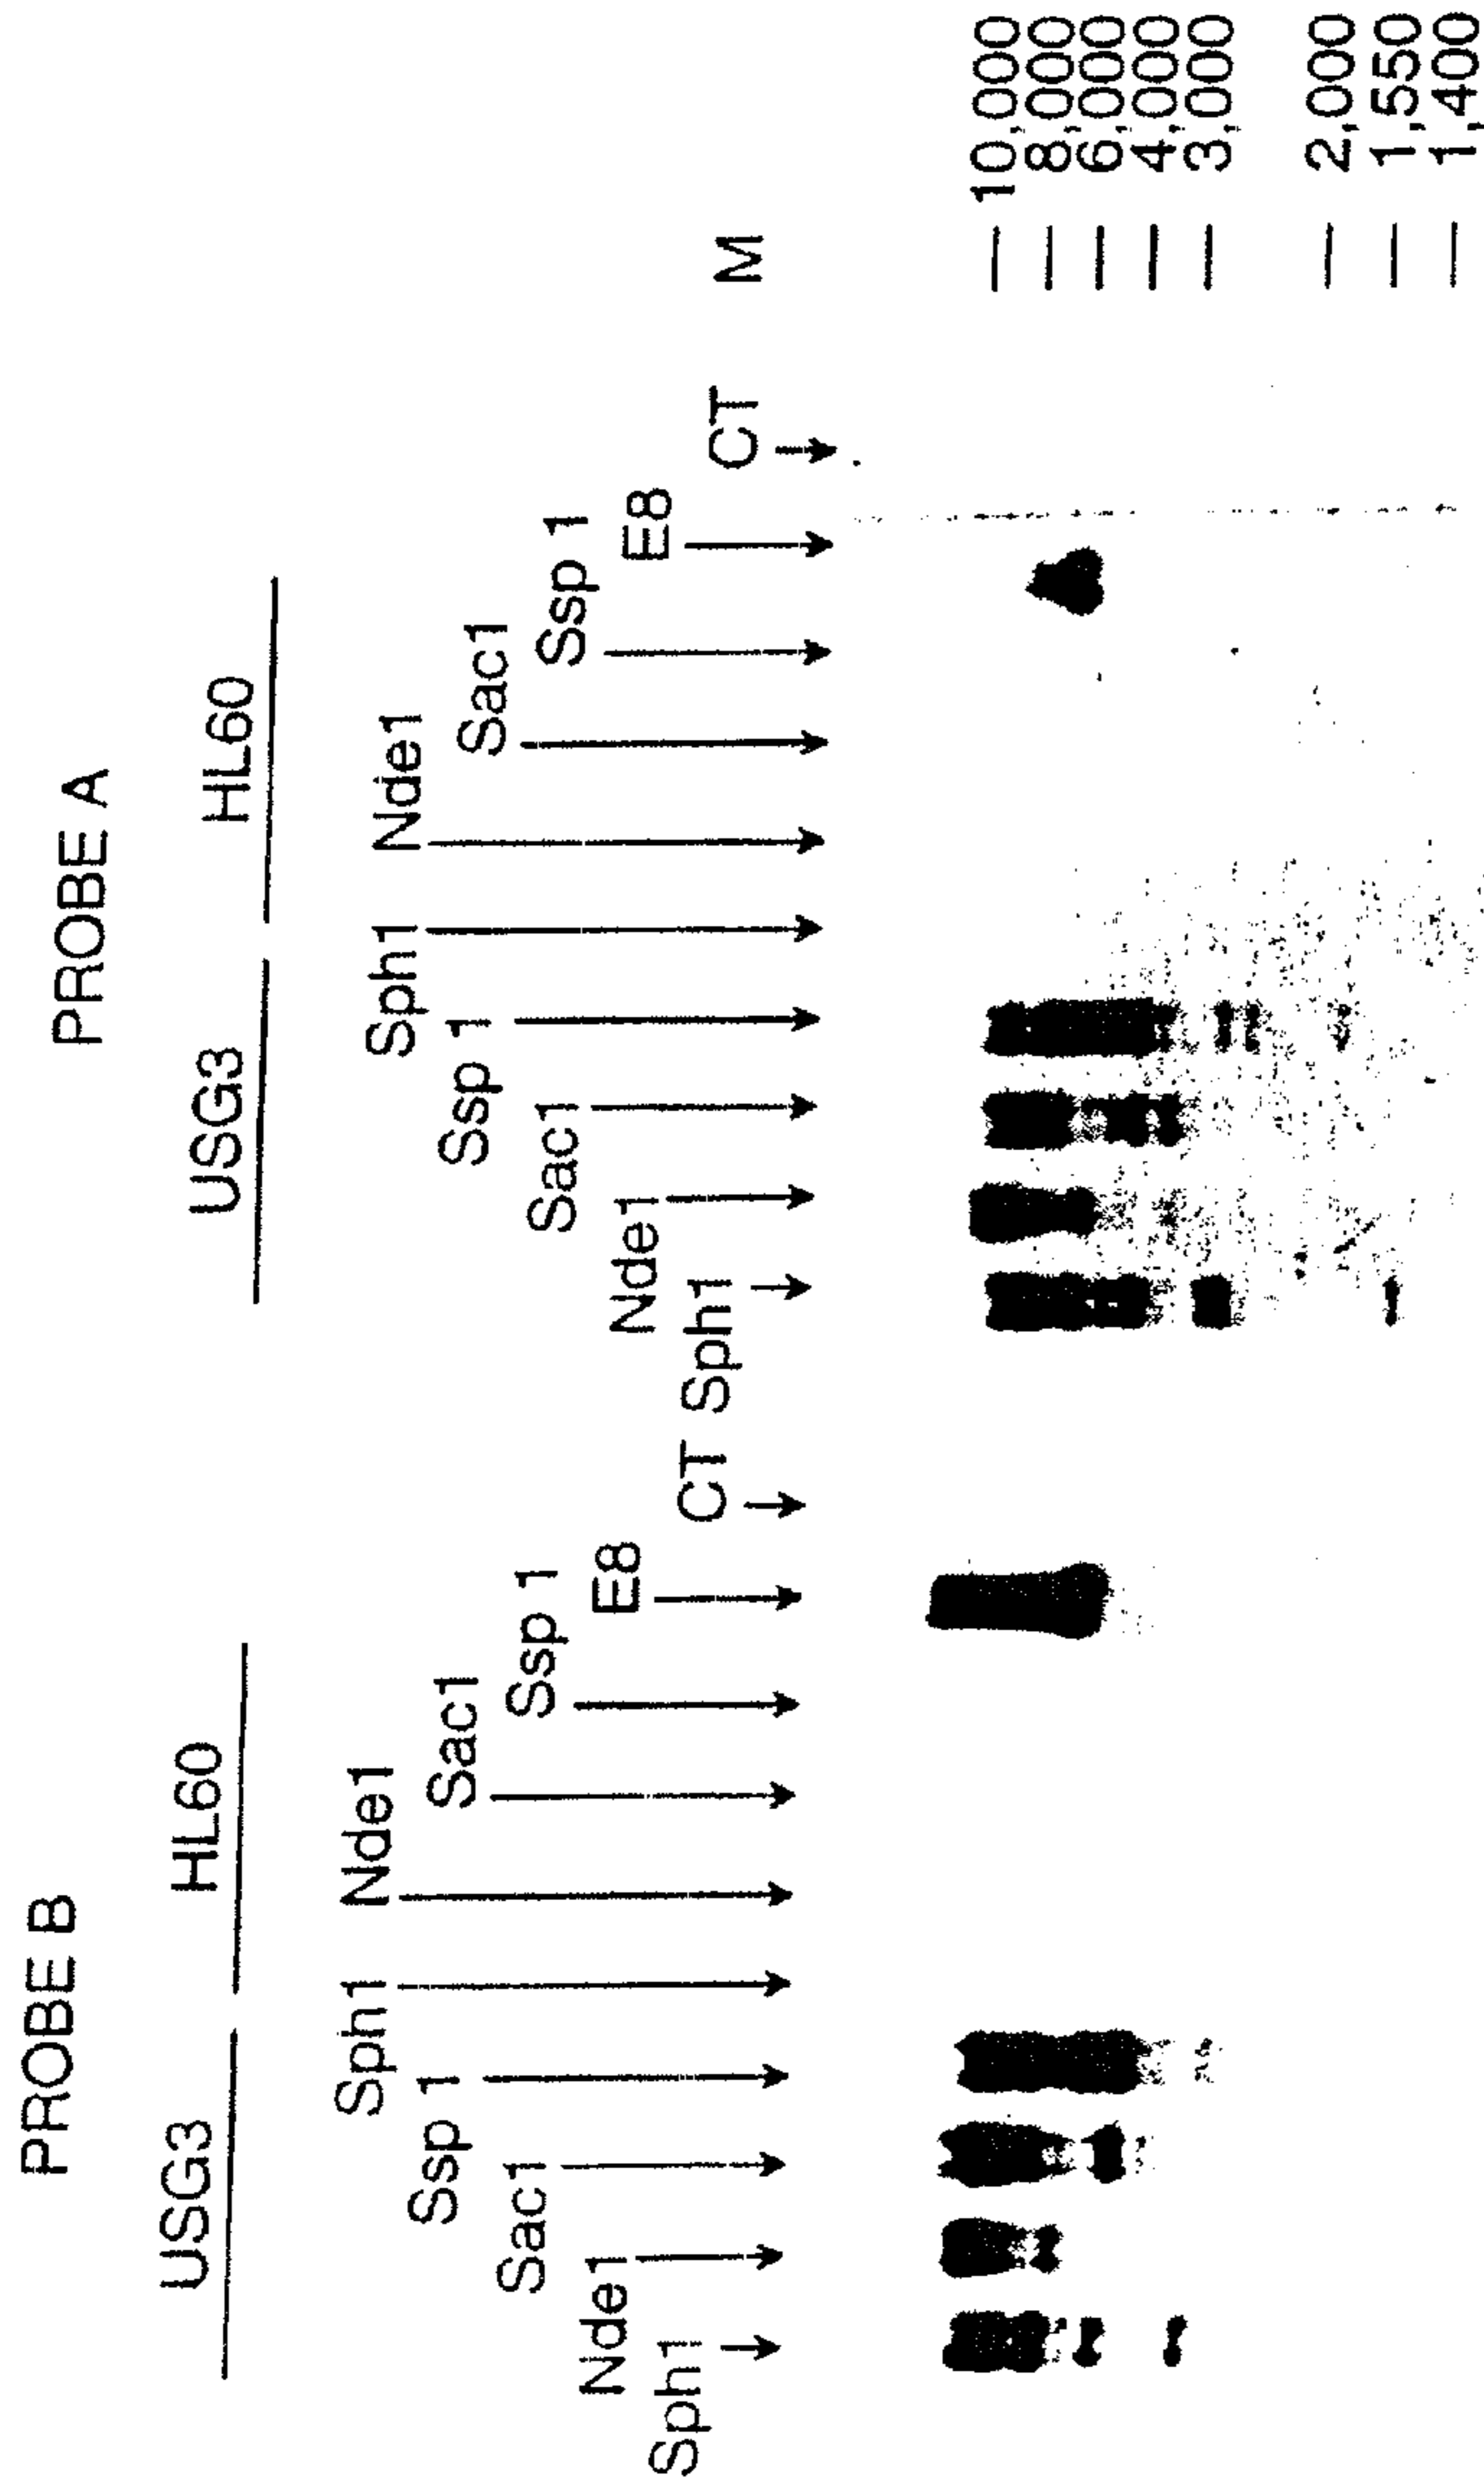 PROBE B
PROBE A
USG3
HL60
USG3
HL60
Sph1
Nde1
Sac1
Ssp 1
Sph1
Nde1
Sac1
Ssp 1
E8
CT
Sph1
Nde1
Sac1
Ssp 1
Sph1
Nde1
Sac1
Ssp 1
E8
CT
M
10,000
8,000
6,000
4,000
3,000
2,000
1,550
1,400